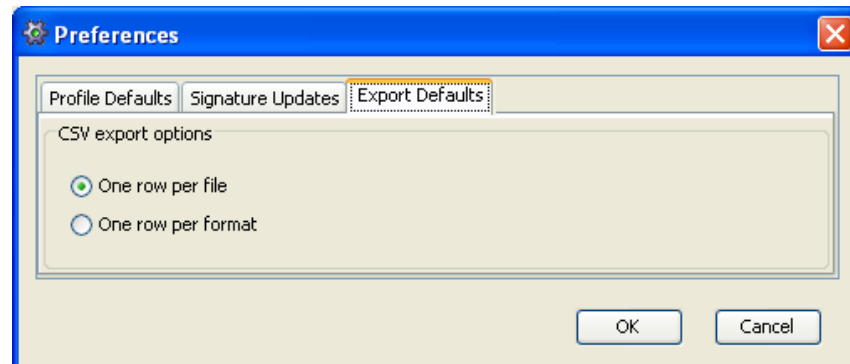 Preferences
Profile Defaults Signature Updates Export Defaults
CSV export options
One row per file
One row per format
OK Cancel